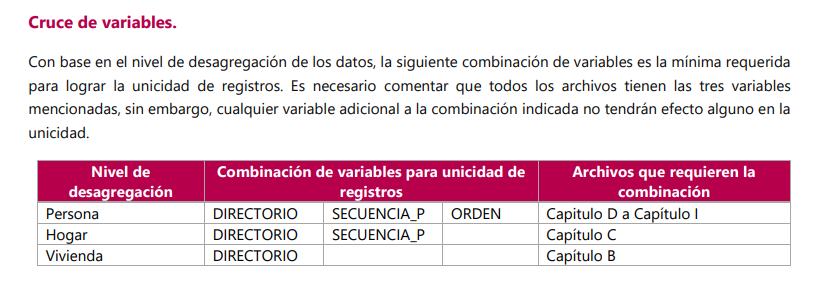 Cruce de variables.
Con base en el nivel de desagregación de los datos, la siguiente combinación de variables es la mínima requerida
para lograr la unicidad de registros. Es necesario comentar que todos los archivos tienen las tres variables
mencionadas, sin embargo, cualquier variable adicional a la combinación indicada no tendrán efecto alguno en la
unicidad.
Nivel de desagregación Combinación de variables para unicidad de registros Archivos que requieren la combinación
Persona DIRECTORIO SECUENCIA_P ORDEN Capitulo D a Capítulo I
Hogar DIRECTORIO SECUENCIA_P Capítulo C
Vivienda DIRECTORIO Capítulo B